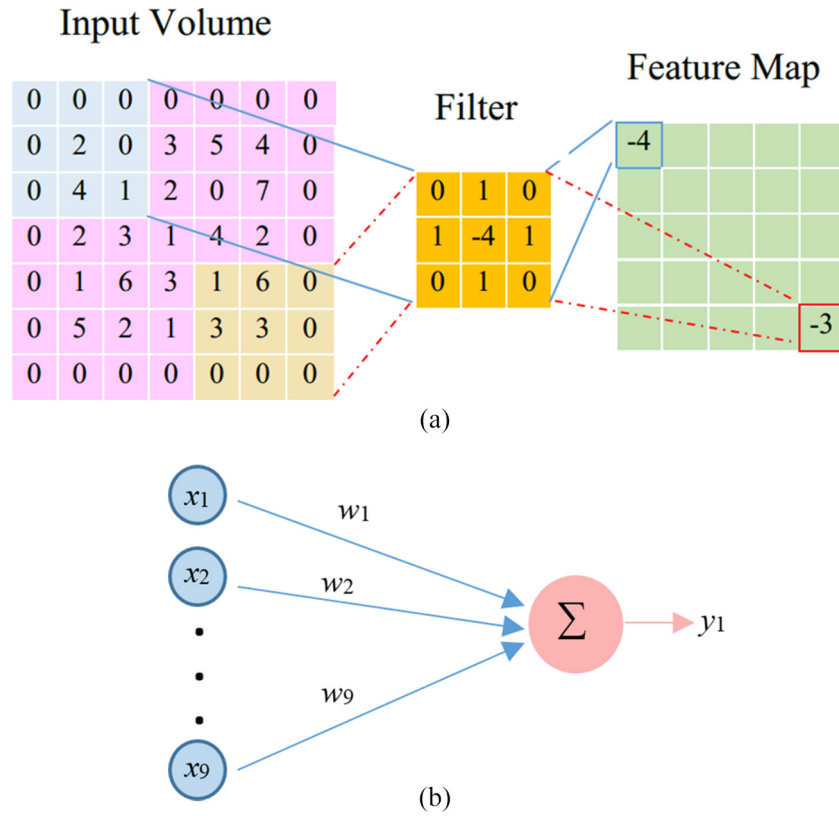 Input Volume
Filter
Feature Map
0 0 0 0 0 0 0
0 2 0 3 5 4 0
0 4 1 2 0 7 0
0 2 3 1 4 2 0
0 1 6 3 1 6 0
0 5 2 1 3 3 0
0 0 0 0 0 0 0
0 1 0
1 -4 1
0 1 0
-4
-3
(a)
x1
x2
x9
w1
w2
w9
Σ
y1
(b)